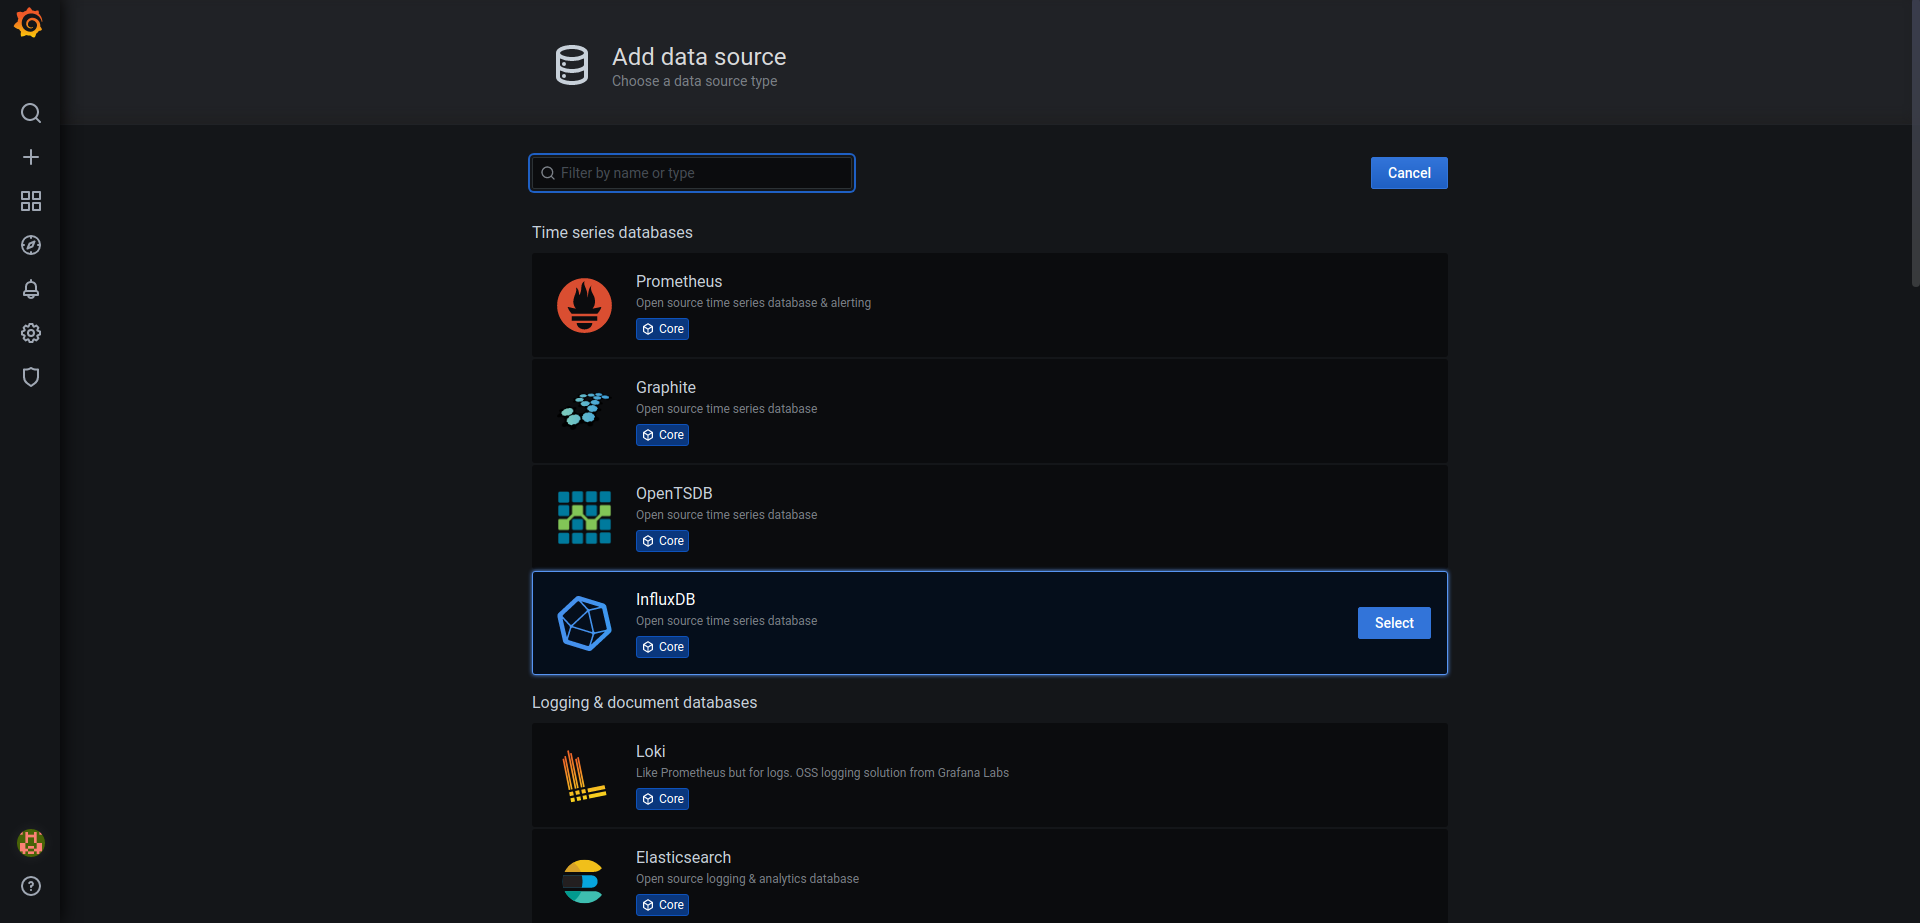 Add data source
Choose a data source type
Filter by name or type
Cancel
Time series databases
Prometheus
Open source time series database & alerting
Core
Graphite
Open source time series database
Core
OpenTSDB
Open source time series database
Core
InfluxDB
Open source time series database
Core
Select
Logging & document databases
Loki
Like Prometheus but for logs. OSS logging solution from Grafana Labs
Core
Elasticsearch
Open source logging & analytics database
Core